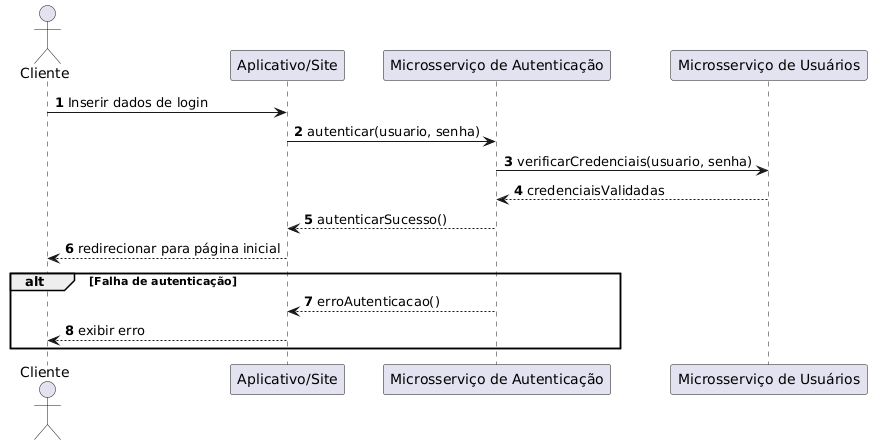 Cliente
Aplicativo/Site
Microsserviço de Autenticação
Microsserviço de Usuários
1 Inserir dados de login
2 autenticar(usuario, senha)
3 verificarCredenciais(usuario, senha)
4 credenciaisValidadas
5 autenticarSucesso()
6 redirecionar para página inicial
alt [Falha de autenticação]
7 erroAutenticacao()
8 exibir erro
Cliente
Aplicativo/Site
Microsserviço de Autenticação
Microsserviço de Usuários